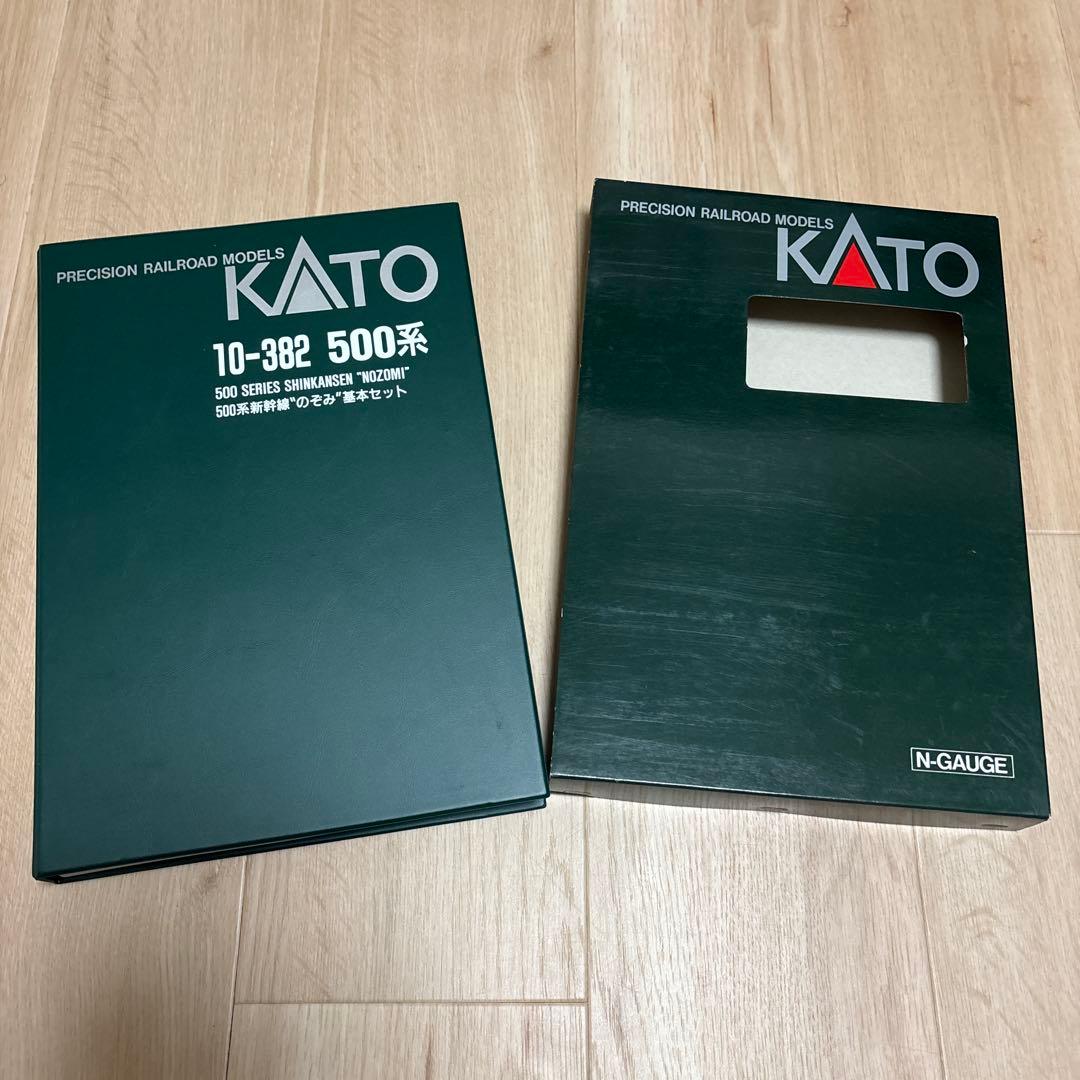 PRECISION RAILROAD MODELS
KATO
10-382 500系
500 SERIES SHINKANSEN "NOZOMI"
500系新幹線"のぞみ"基本セット
PRECISION RAILROAD MODELS
KATO
N-GAUGE